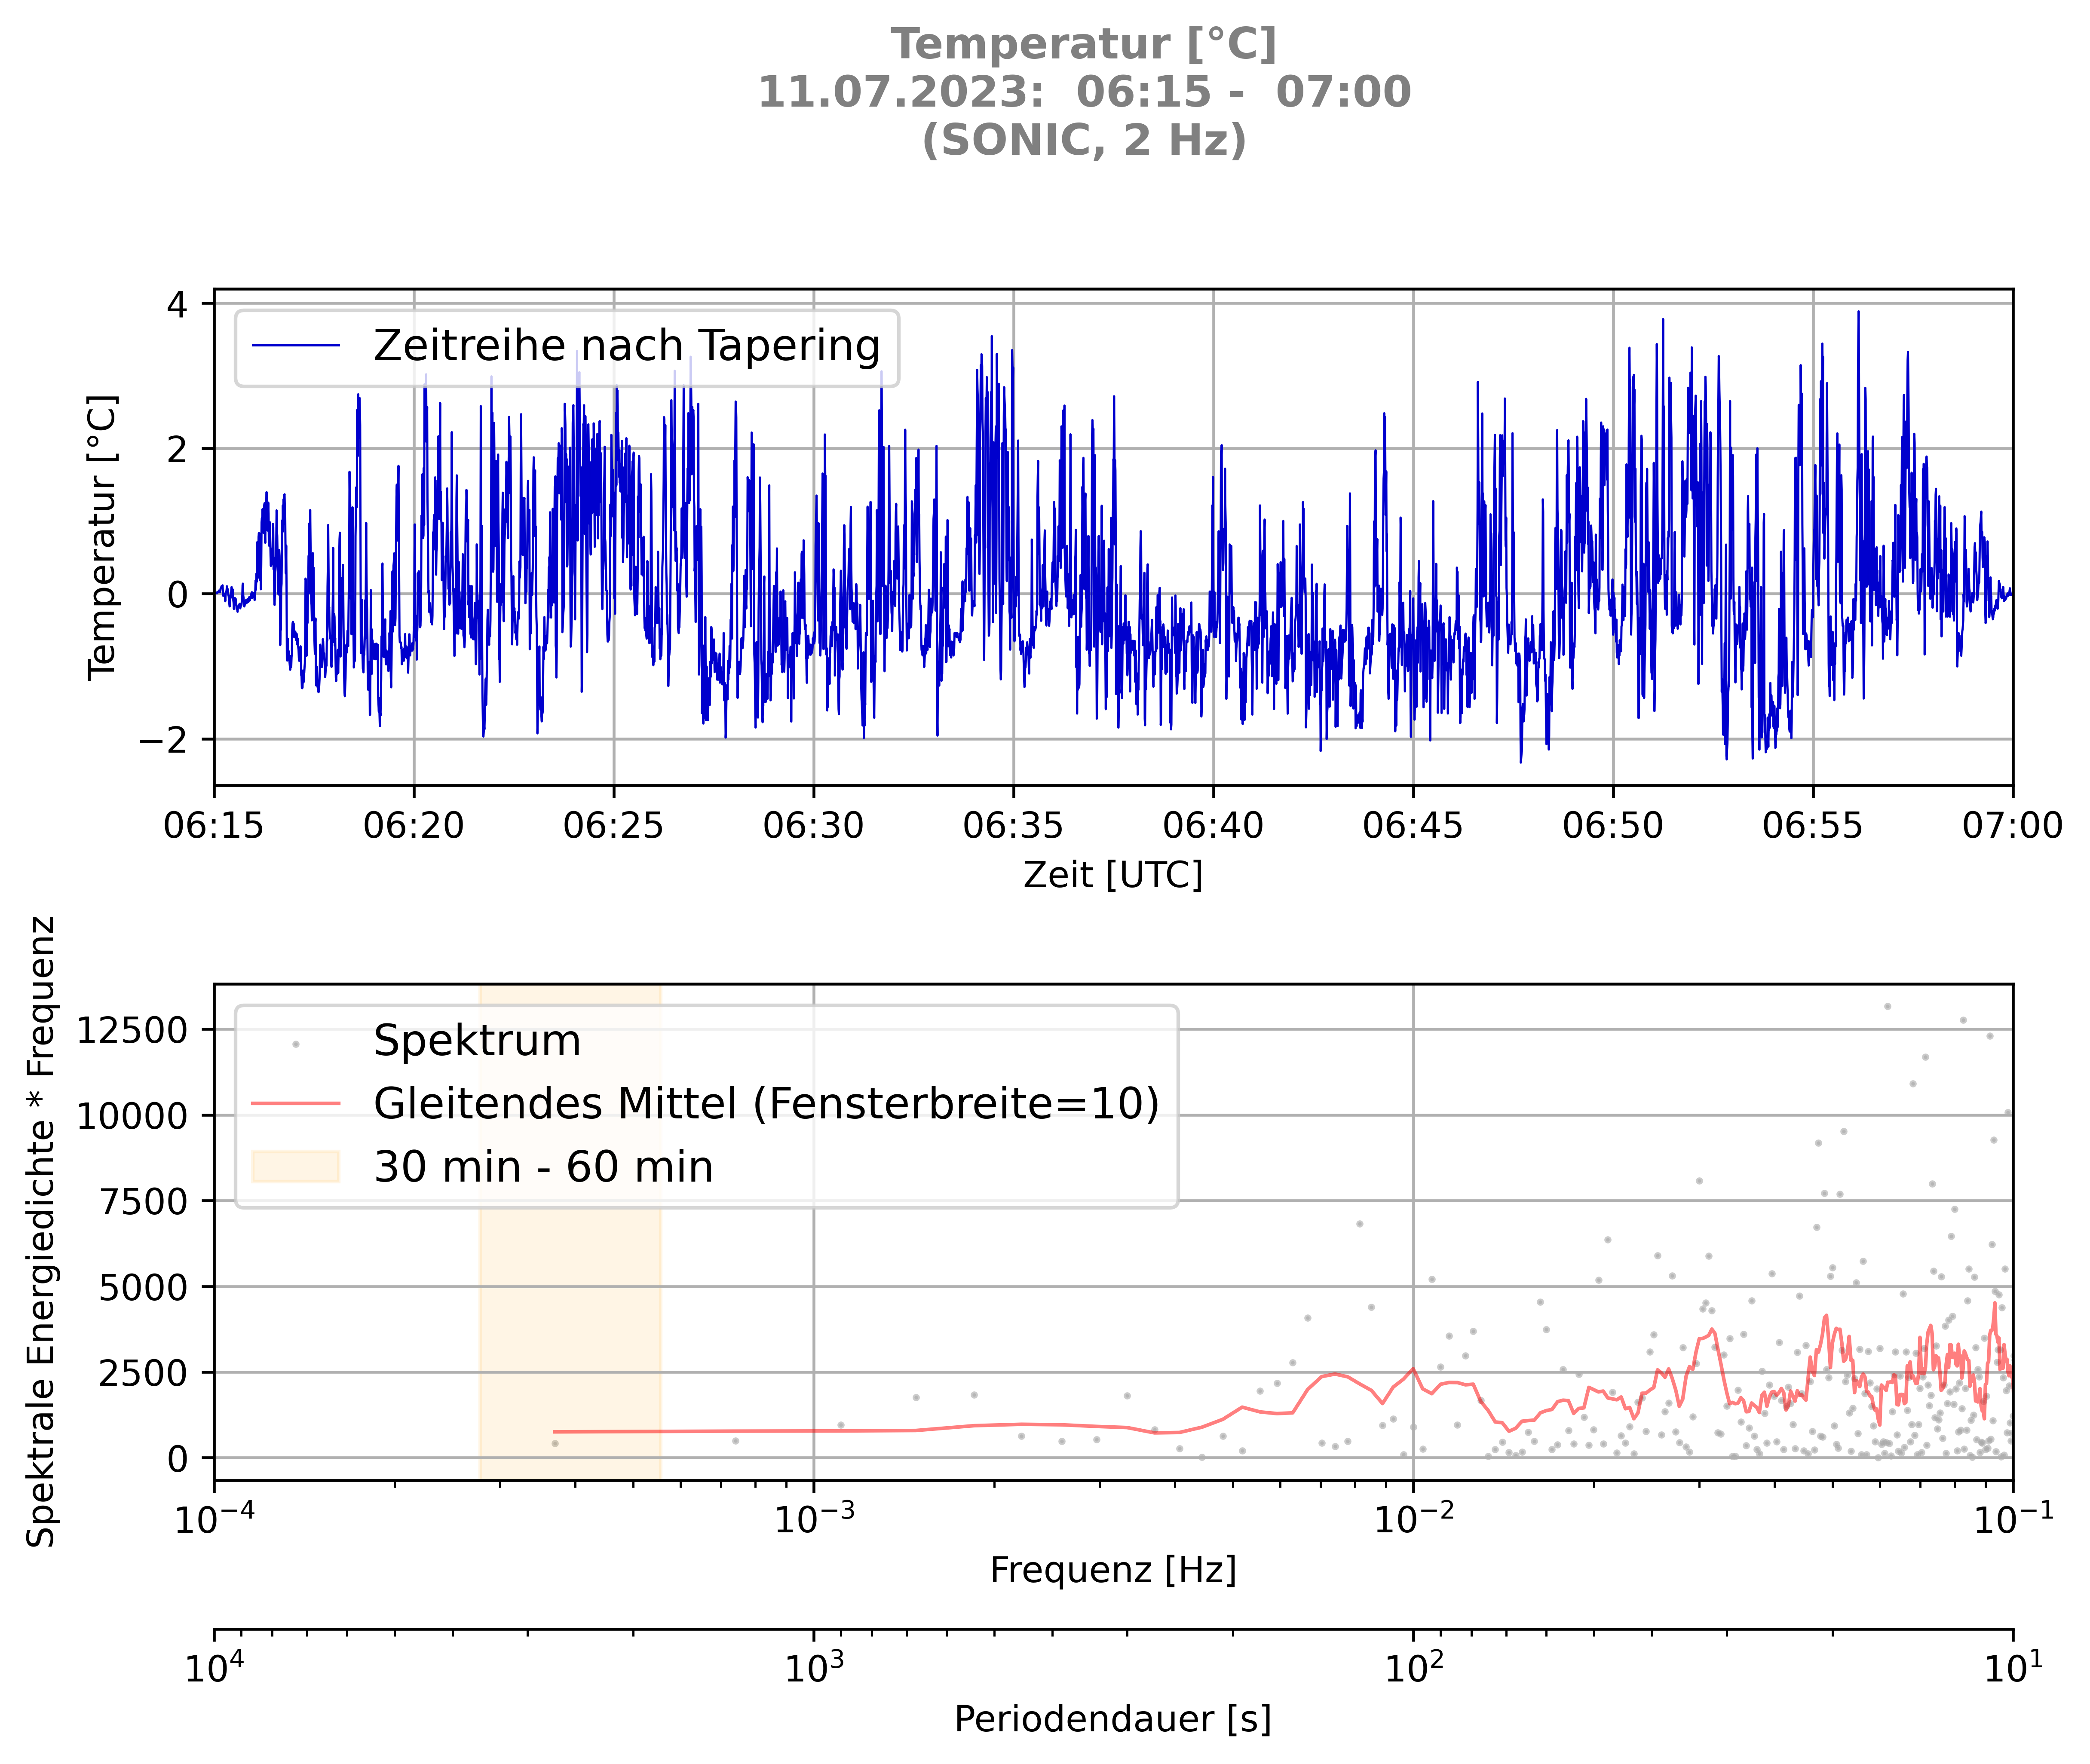 Temperatur [°C]
11.07.2023:  06:15 -  07:00
(SONIC, 2 Hz)
Zeitreihe nach Tapering
Temperatur [°C]
4
2
0
−2
06:15 06:20 06:25 06:30 06:35 06:40 06:45 06:50 06:55 07:00
Zeit [UTC]
Spektrale Energiedichte * Frequenz
12500
10000
7500
5000
2500
0
Spektrum
Gleitendes Mittel (Fensterbreite=10)
30 min - 60 min
10⁻⁴ 10⁻³ 10⁻² 10⁻¹
Frequenz [Hz]
10⁴ 10³ 10² 10¹
Periodendauer [s]